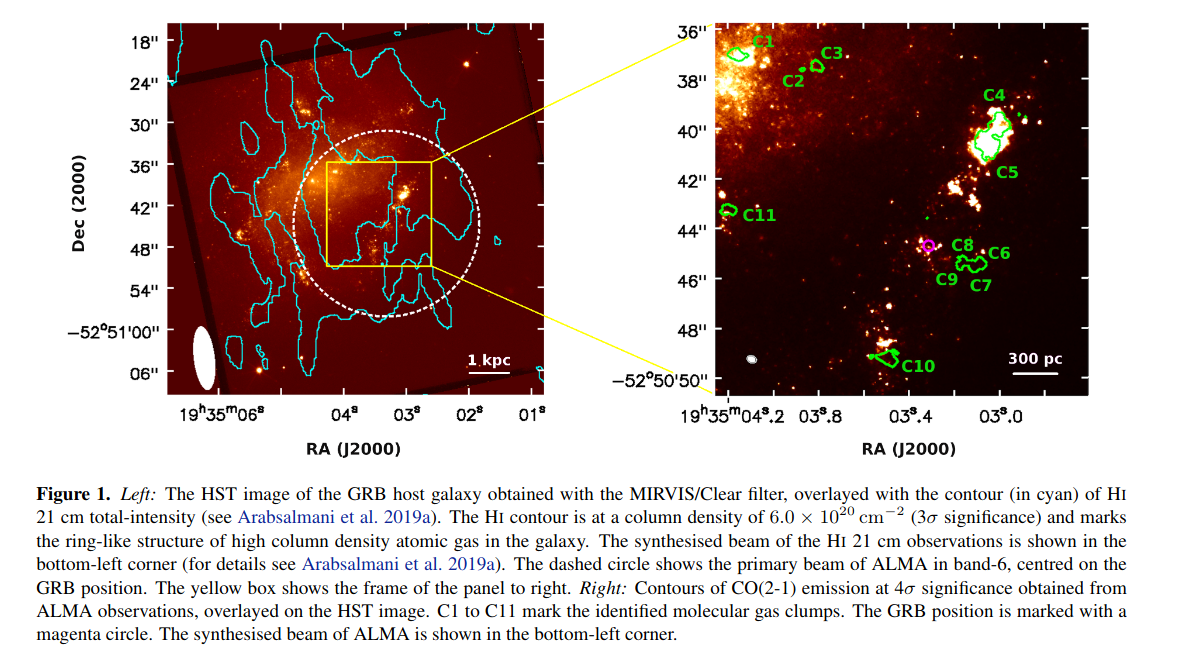 18"
24"
30"
36"
42"
48"
54"
−52°51'00"
06"
Dec (2000)
1 kpc
19ʰ35ᵐ06ˢ
04ˢ
03ˢ
02ˢ
01ˢ
RA (J2000)
36"
38"
40"
42"
44"
46"
48"
−52°50'50"
C1
C2
C3
C4
C5
C11
C8
C6
C9
C7
C10
300 pc
19ʰ35ᵐ04ˢ.2
03ˢ.8
03ˢ.4
03ˢ.0
RA (J2000)
Figure 1. Left: The HST image of the GRB host galaxy obtained with the MIRVIS/Clear filter, overlayed with the contour (in cyan) of HI
21 cm total-intensity (see Arabsalmani et al. 2019a). The HI contour is at a column density of 6.0 × 10²⁰ cm⁻² (3σ significance) and marks
the ring-like structure of high column density atomic gas in the galaxy. The synthesised beam of the HI 21 cm observations is shown in the
bottom-left corner (for details see Arabsalmani et al. 2019a). The dashed circle shows the primary beam of ALMA in band-6, centred on the
GRB position. The yellow box shows the frame of the panel to right. Right: Contours of CO(2-1) emission at 4σ significance obtained from
ALMA observations, overlayed on the HST image. C1 to C11 mark the identified molecular gas clumps. The GRB position is marked with a
magenta circle. The synthesised beam of ALMA is shown in the bottom-left corner.